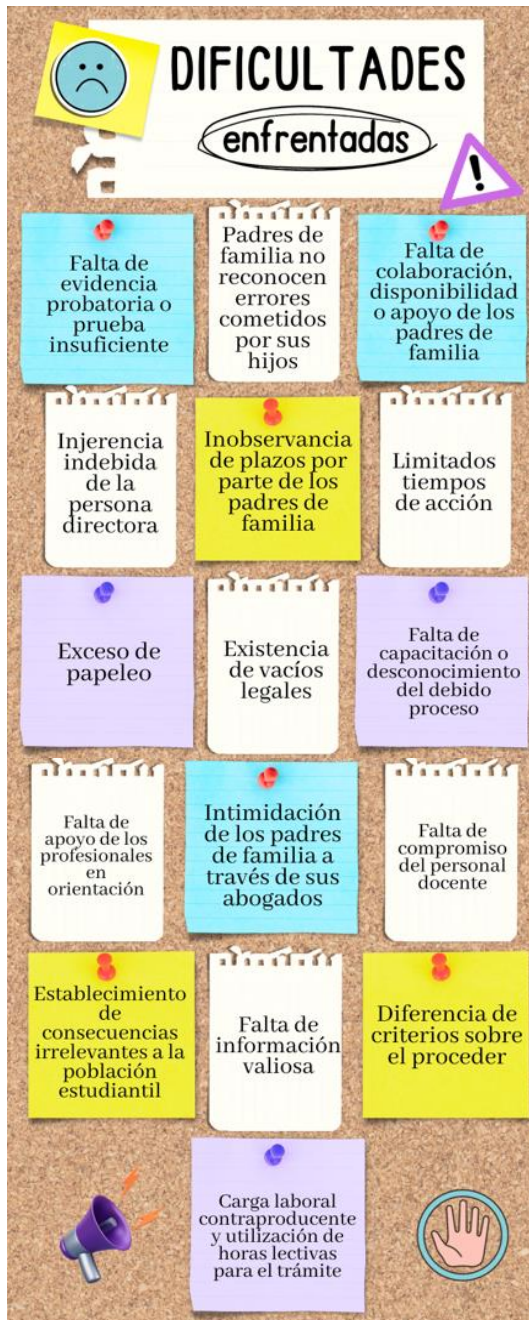 DIFICULTADES
enfrentadas
Falta de
evidencia
probatoria o
prueba
insuficiente
Padres de
familia no
reconocen
errores
cometidos
por sus
hijos
Falta de
colaboración,
disponibilidad
o apoyo de los
padres de
familia
Injerencia
indebida
de la
persona
directora
Inobservancia
de plazos por
parte de los
padres de
familia
Limitados
tiempos
de acción
Exceso de
papeleo
Existencia
de vacíos
legales
Falta de
capacitación o
desconocimiento
del debido
proceso
Falta de
apoyo de los
profesionales
en
orientación
Intimidación
de los padres
de familia a
través de sus
abogados
Falta de
compromiso
del personal
docente
Establecimiento
de
consecuencias
irrelevantes a la
población
estudiantil
Falta de
información
valiosa
Diferencia de
criterios sobre
el proceder
Carga laboral
contraproducente
y utilización de
horas lectivas
para el trámite